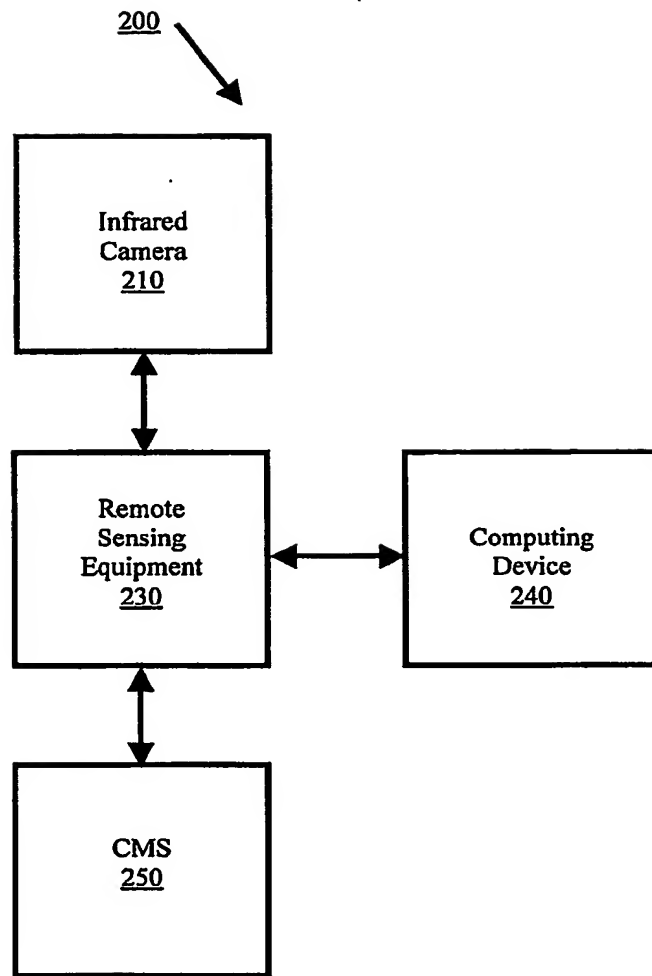 200
Infrared
Camera
210
Remote
Sensing
Equipment
230
Computing
Device
240
CMS
250